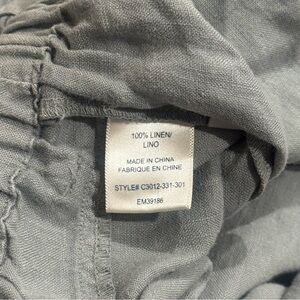 100% LINEN/
LINO
MADE IN CHINA
FABRIQUE EN CHINE
STYLE# C3012-331-301
EM39186